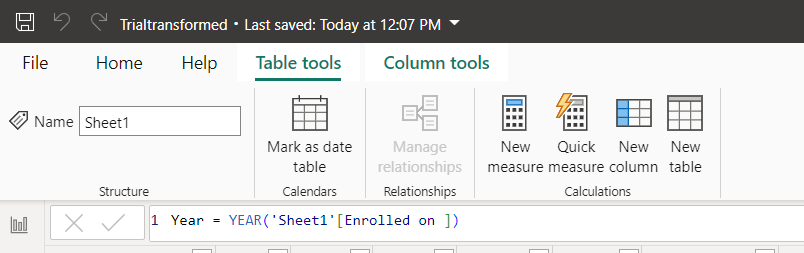 Trialtransformed • Last saved: Today at 12:07 PM
File Home Help Table tools Column tools
Name Sheet1
Mark as date table
Manage relationships
New measure
Quick measure
New column
New table
Structure Calendars Relationships Calculations
1 Year = YEAR('Sheet1'[Enrolled on ])